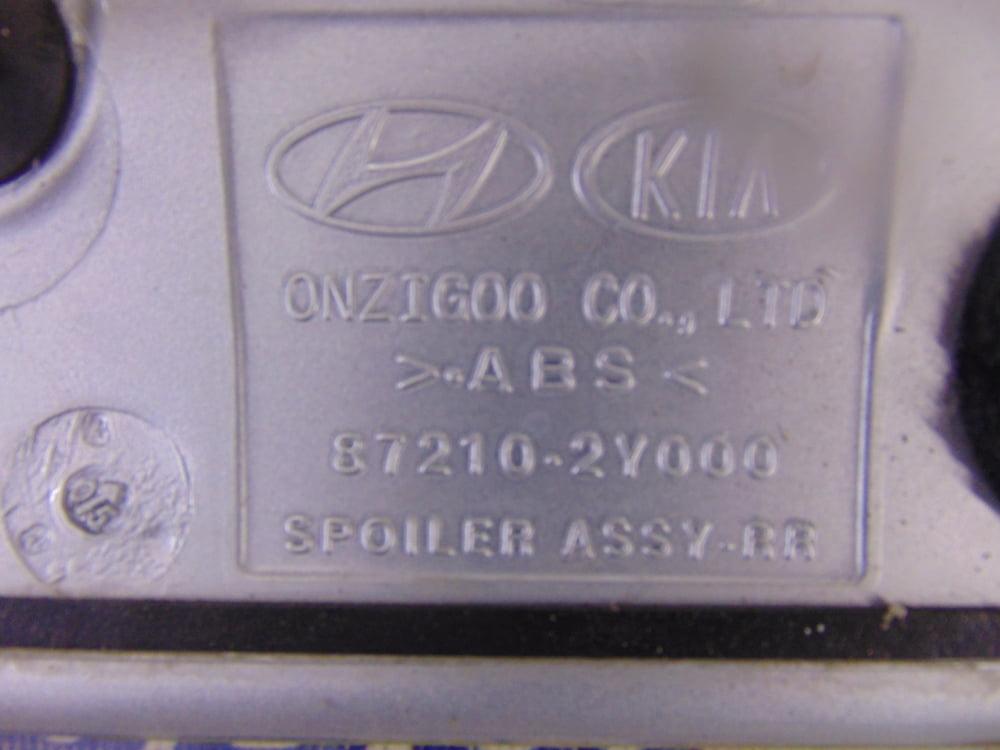 KIA
ONZIGOO CO., LTD
>ABS<
87210-2Y000
SPOILER ASSY-RR